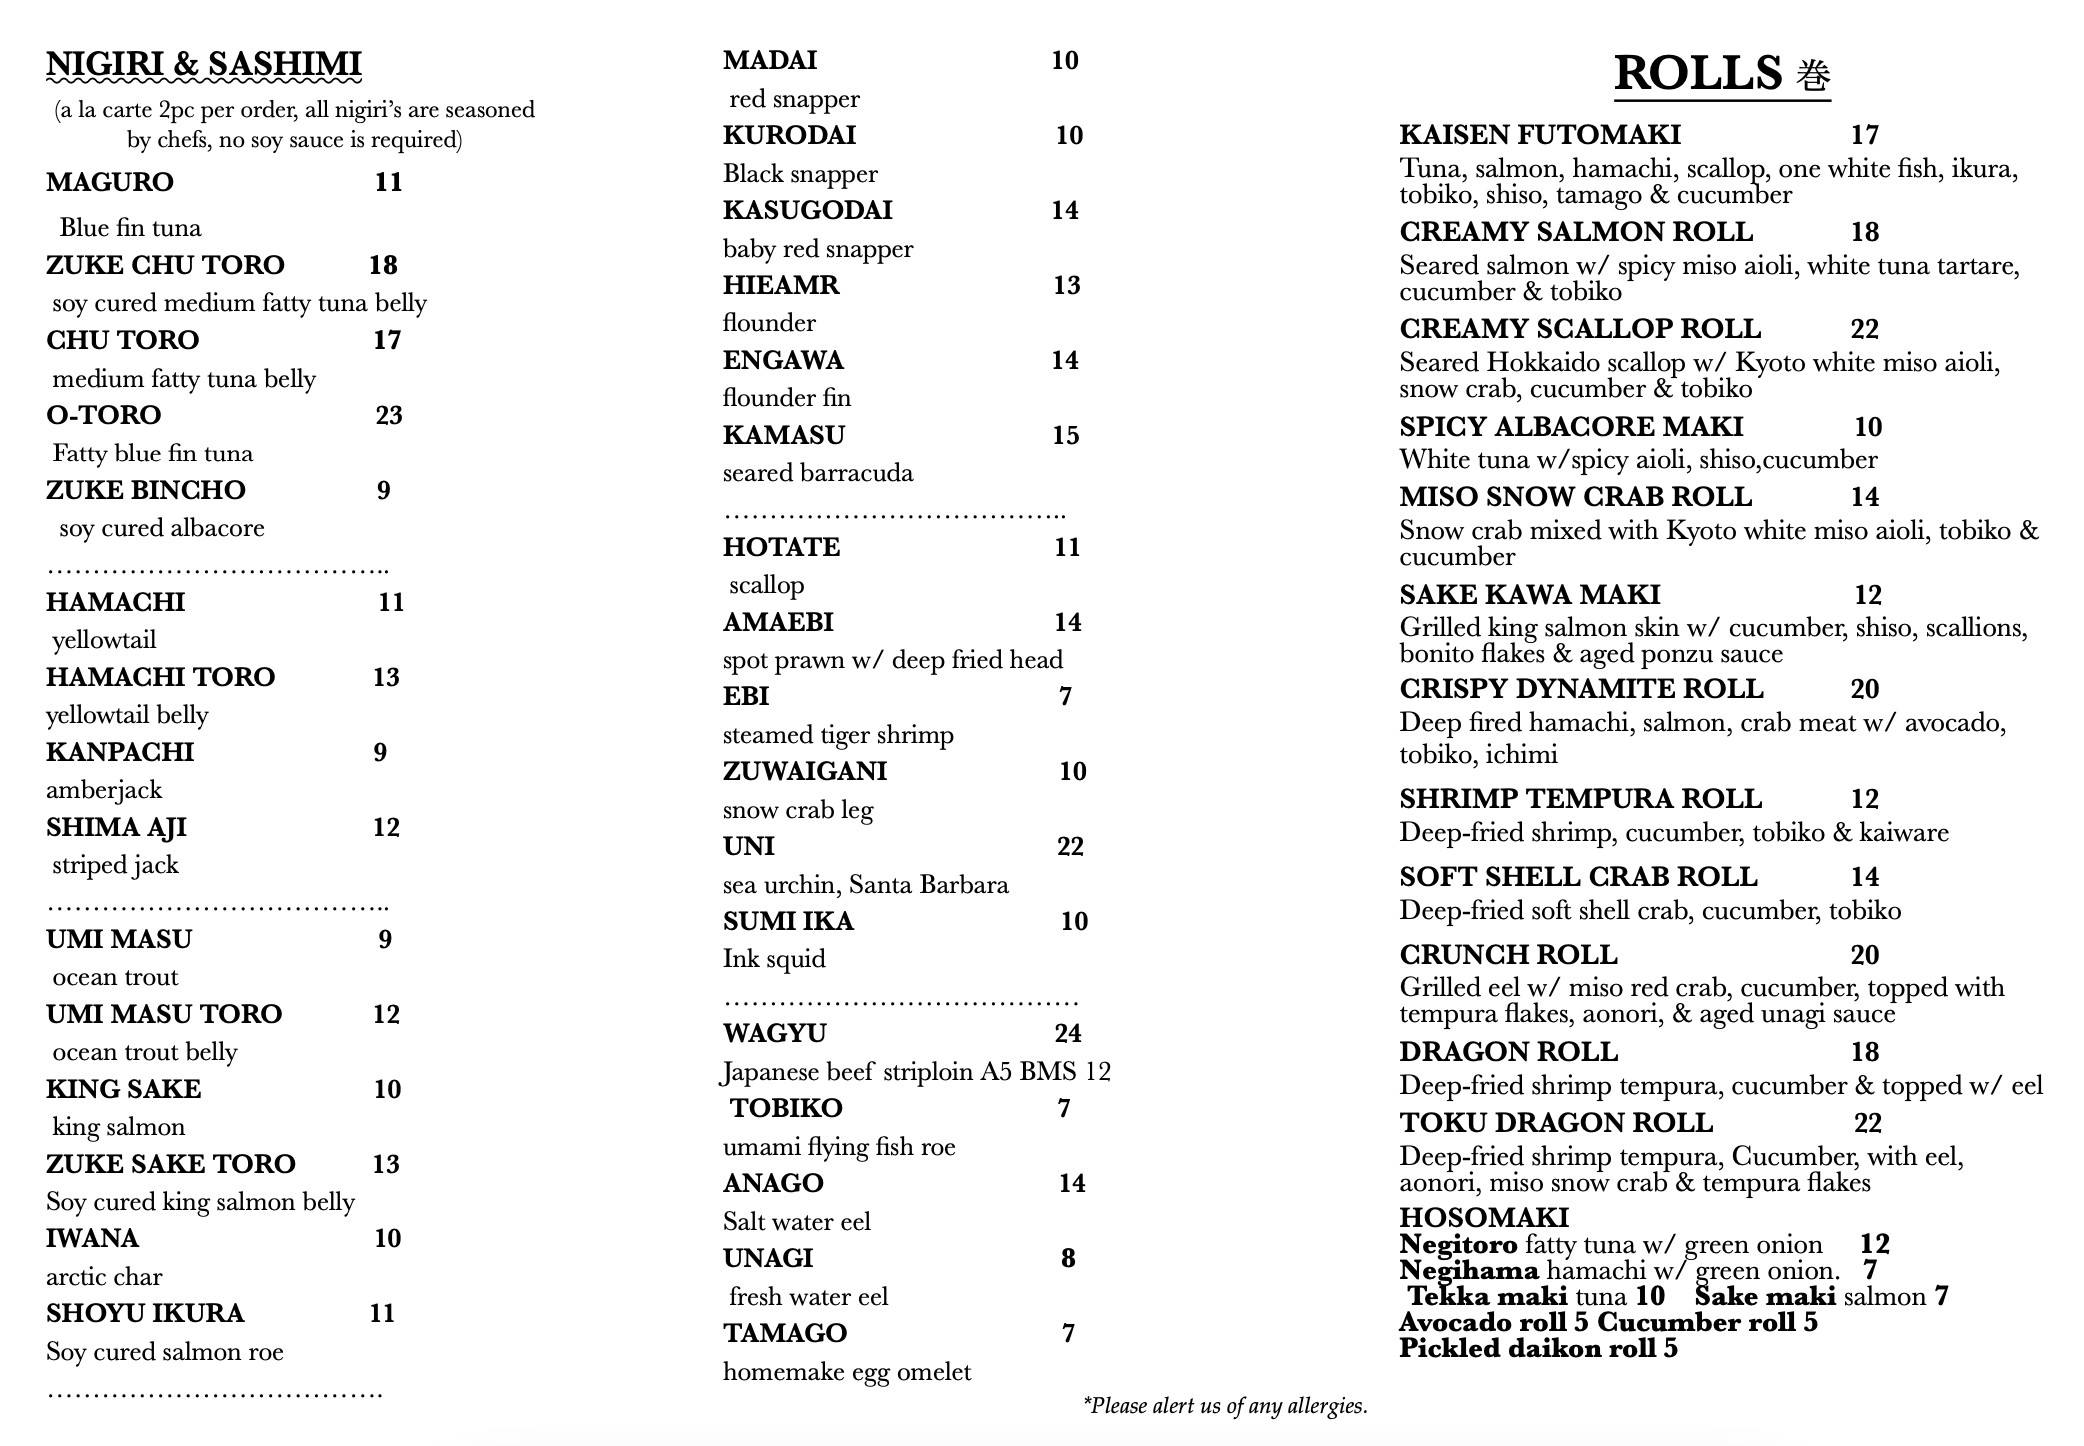 NIGIRI & SASHIMI
(a la carte 2pc per order, all nigiri’s are seasoned
by chefs, no soy sauce is required)
MAGURO 11
Blue fin tuna
ZUKE CHU TORO 18
soy cured medium fatty tuna belly
CHU TORO 17
medium fatty tuna belly
O-TORO 23
Fatty blue fin tuna
ZUKE BINCHO 9
soy cured albacore
………………………………..
HAMACHI 11
yellowtail
HAMACHI TORO 13
yellowtail belly
KANPACHI 9
amberjack
SHIMA AJI 12
striped jack
………………………………..
UMI MASU 9
ocean trout
UMI MASU TORO 12
ocean trout belly
KING SAKE 10
king salmon
ZUKE SAKE TORO 13
Soy cured king salmon belly
IWANA 10
arctic char
SHOYU IKURA 11
Soy cured salmon roe
……………………………….
MADAI 10
red snapper
KURODAI 10
Black snapper
KASUGODAI 14
baby red snapper
HIEAMR 13
flounder
ENGAWA 14
flounder fin
KAMASU 15
seared barracuda
………………………………..
HOTATE 11
scallop
AMAEBI 14
spot prawn w/ deep fried head
EBI 7
steamed tiger shrimp
ZUWAIGANI 10
snow crab leg
UNI 22
sea urchin, Santa Barbara
SUMI IKA 10
Ink squid
…………………………………
WAGYU 24
Japanese beef striploin A5 BMS 12
TOBIKO 7
umami flying fish roe
ANAGO 14
Salt water eel
UNAGI 8
fresh water eel
TAMAGO 7
homemake egg omelet
ROLLS 巻
KAISEN FUTOMAKI 17
Tuna, salmon, hamachi, scallop, one white fish, ikura,
tobiko, shiso, tamago & cucumber
CREAMY SALMON ROLL 18
Seared salmon w/ spicy miso aioli, white tuna tartare,
cucumber & tobiko
CREAMY SCALLOP ROLL 22
Seared Hokkaido scallop w/ Kyoto white miso aioli,
snow crab, cucumber & tobiko
SPICY ALBACORE MAKI 10
White tuna w/spicy aioli, shiso,cucumber
MISO SNOW CRAB ROLL 14
Snow crab mixed with Kyoto white miso aioli, tobiko &
cucumber
SAKE KAWA MAKI 12
Grilled king salmon skin w/ cucumber, shiso, scallions,
bonito flakes & aged ponzu sauce
CRISPY DYNAMITE ROLL 20
Deep fired hamachi, salmon, crab meat w/ avocado,
tobiko, ichimi
SHRIMP TEMPURA ROLL 12
Deep-fried shrimp, cucumber, tobiko & kaiware
SOFT SHELL CRAB ROLL 14
Deep-fried soft shell crab, cucumber, tobiko
CRUNCH ROLL 20
Grilled eel w/ miso red crab, cucumber, topped with
tempura flakes, aonori, & aged unagi sauce
DRAGON ROLL 18
Deep-fried shrimp tempura, cucumber & topped w/ eel
TOKU DRAGON ROLL 22
Deep-fried shrimp tempura, Cucumber, with eel,
aonori, miso snow crab & tempura flakes
HOSOMAKI
Negitoro fatty tuna w/ green onion 12
Negihama hamachi w/ green onion. 7
Tekka maki tuna 10 Sake maki salmon 7
Avocado roll 5 Cucumber roll 5
Pickled daikon roll 5
*Please alert us of any allergies.